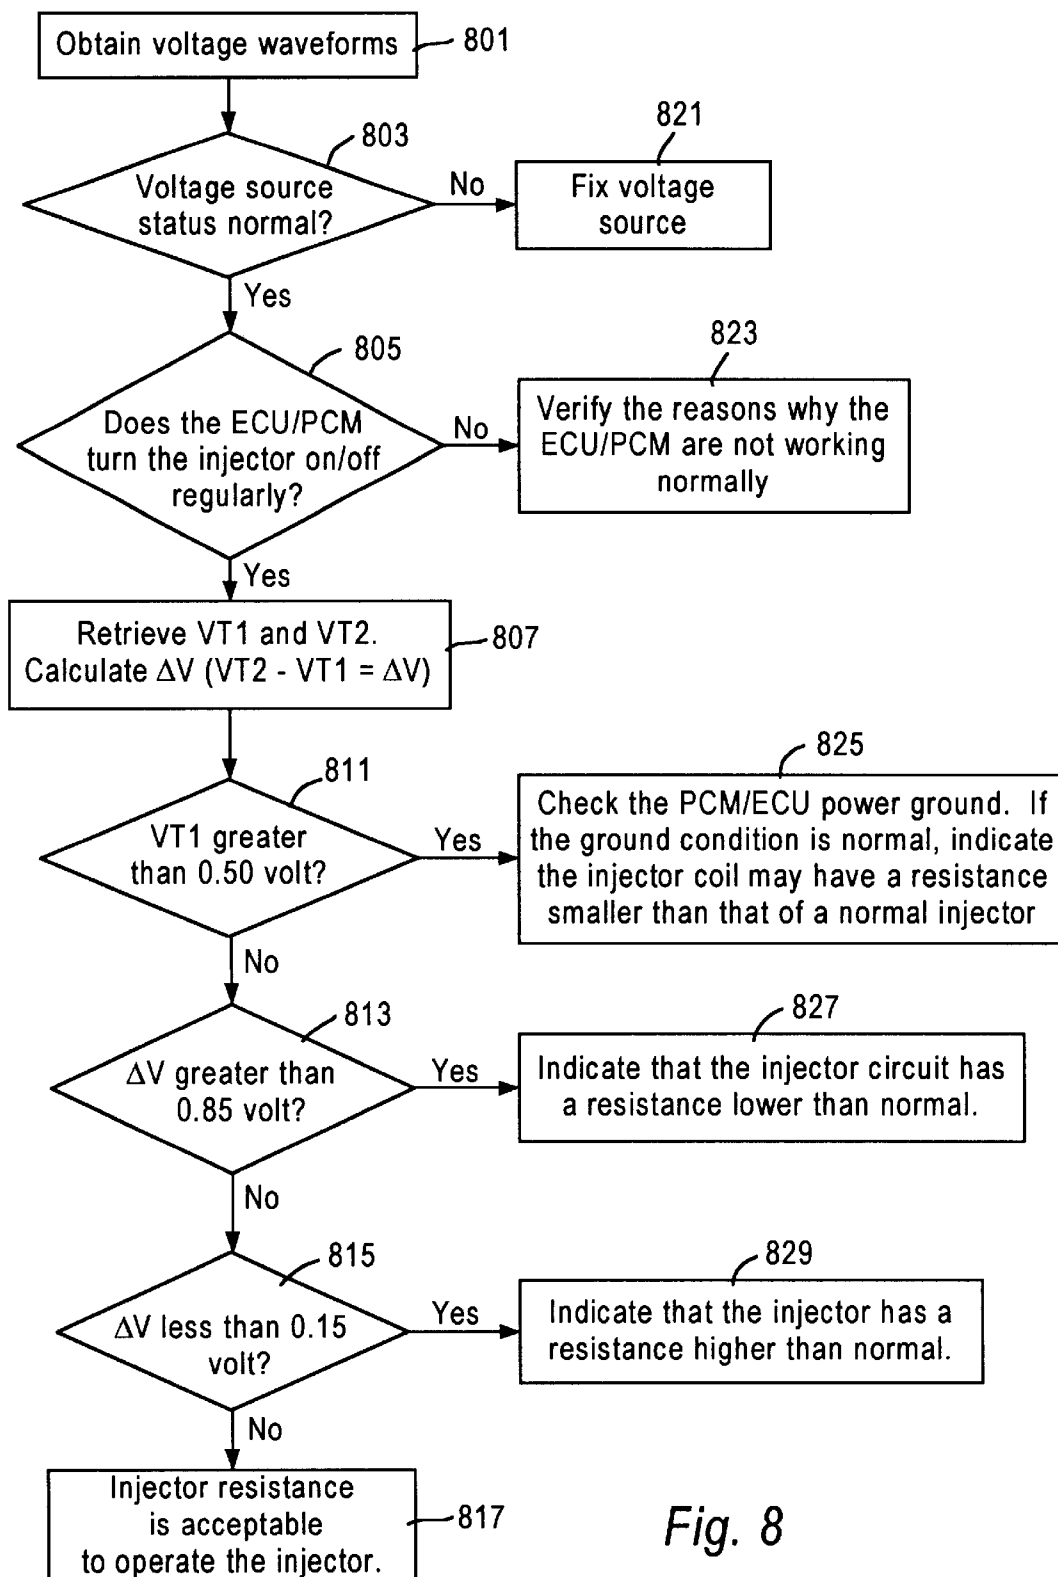 Obtain voltage waveforms
801
803
Voltage source
status normal?
No
821
Fix voltage
source
Yes
805
Does the ECU/PCM
turn the injector on/off
regularly?
No
823
Verify the reasons why the
ECU/PCM are not working
normally
Yes
Retrieve VT1 and VT2.
Calculate ΔV (VT2 - VT1 = ΔV)
807
811
VT1 greater
than 0.50 volt?
Yes
825
Check the PCM/ECU power ground. If
the ground condition is normal, indicate
the injector coil may have a resistance
smaller than that of a normal injector
No
813
ΔV greater than
0.85 volt?
Yes
827
Indicate that the injector circuit has
a resistance lower than normal.
No
815
ΔV less than 0.15
volt?
Yes
829
Indicate that the injector has a
resistance higher than normal.
No
Injector resistance
is acceptable
to operate the injector.
817
Fig. 8